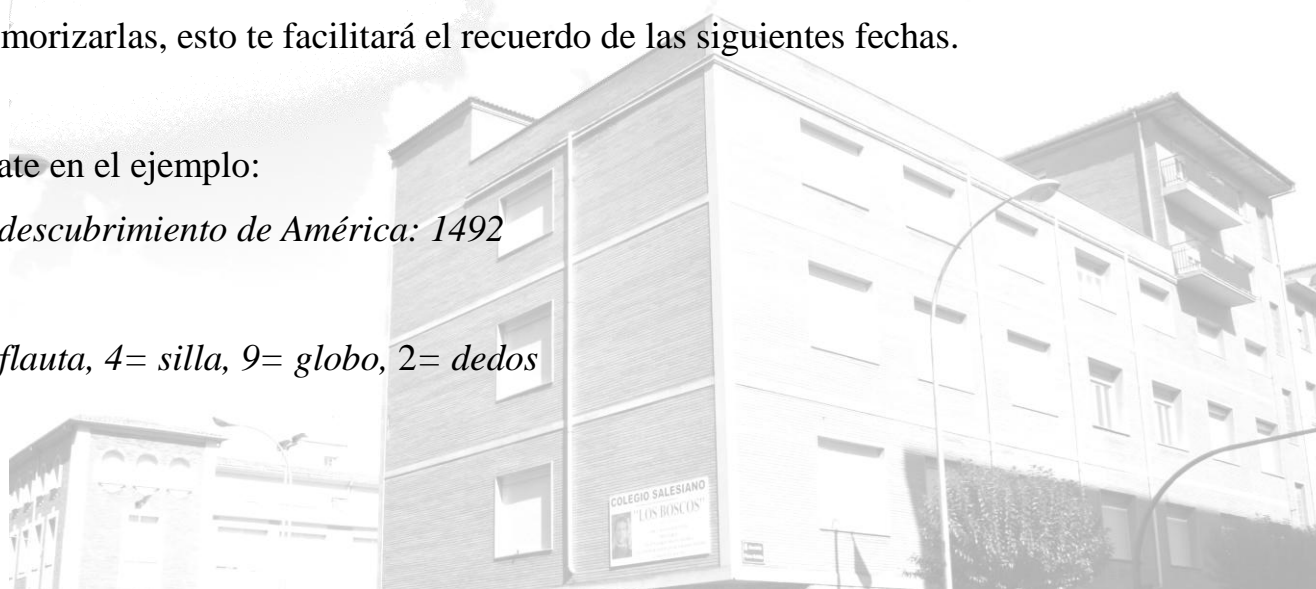 morizarlas, esto te facilitará el recuerdo de las siguientes fechas.
ate en el ejemplo:
descubrimiento de América: 1492
flauta, 4= silla, 9= globo, 2= dedos
COLEGIO SALESIANO
"LOS BOSCOS"